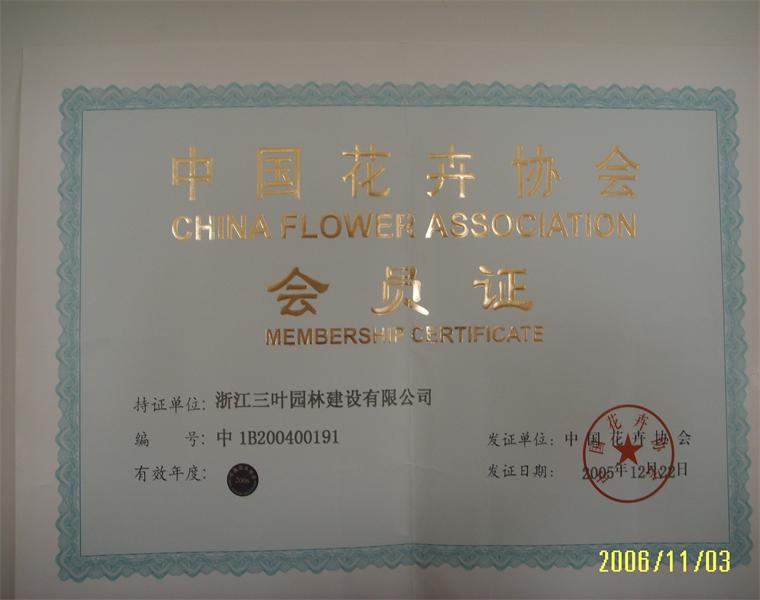 中国花卉协会
CHINA FLOWER ASSOCIATION
会员证
MEMBERSHIP CERTIFICATE
持证单位：浙江三叶园林建设有限公司
编 号：中 1B200400191
有效年度：2006
发证单位：中国花卉协会
发证日期：2005年12月22日
2006/11/03